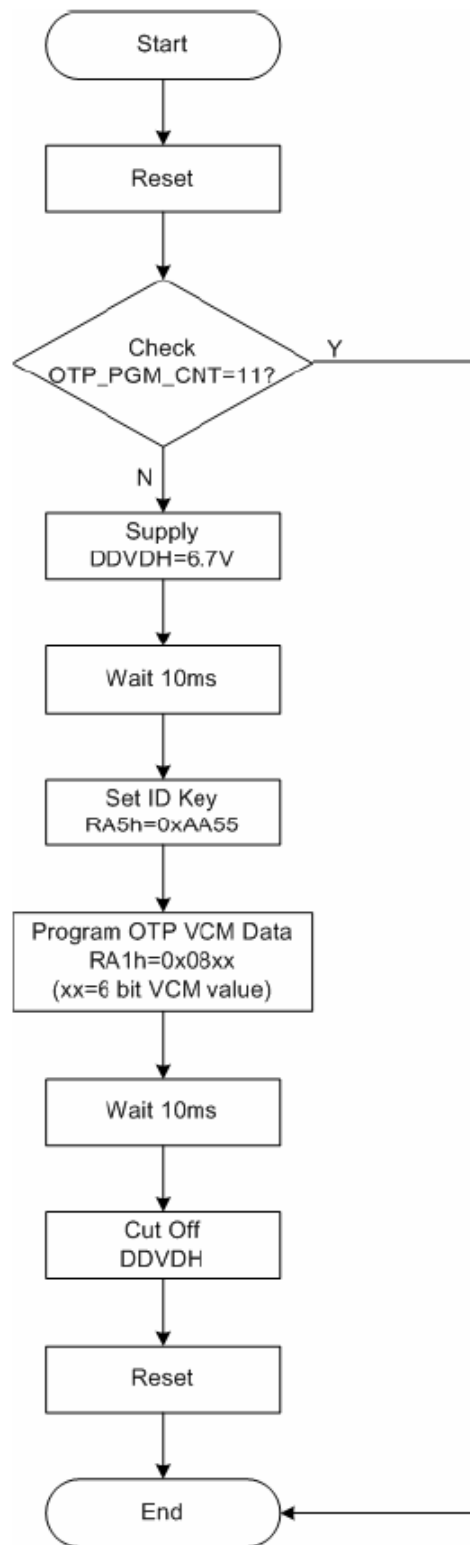 Start
Reset
Check
OTP_PGM_CNT=11?
Y
N
Supply
DDVDH=6.7V
Wait 10ms
Set ID Key
RA5h=0xAA55
Program OTP VCM Data
RA1h=0x08xx
(xx=6 bit VCM value)
Wait 10ms
Cut Off
DDVDH
Reset
End